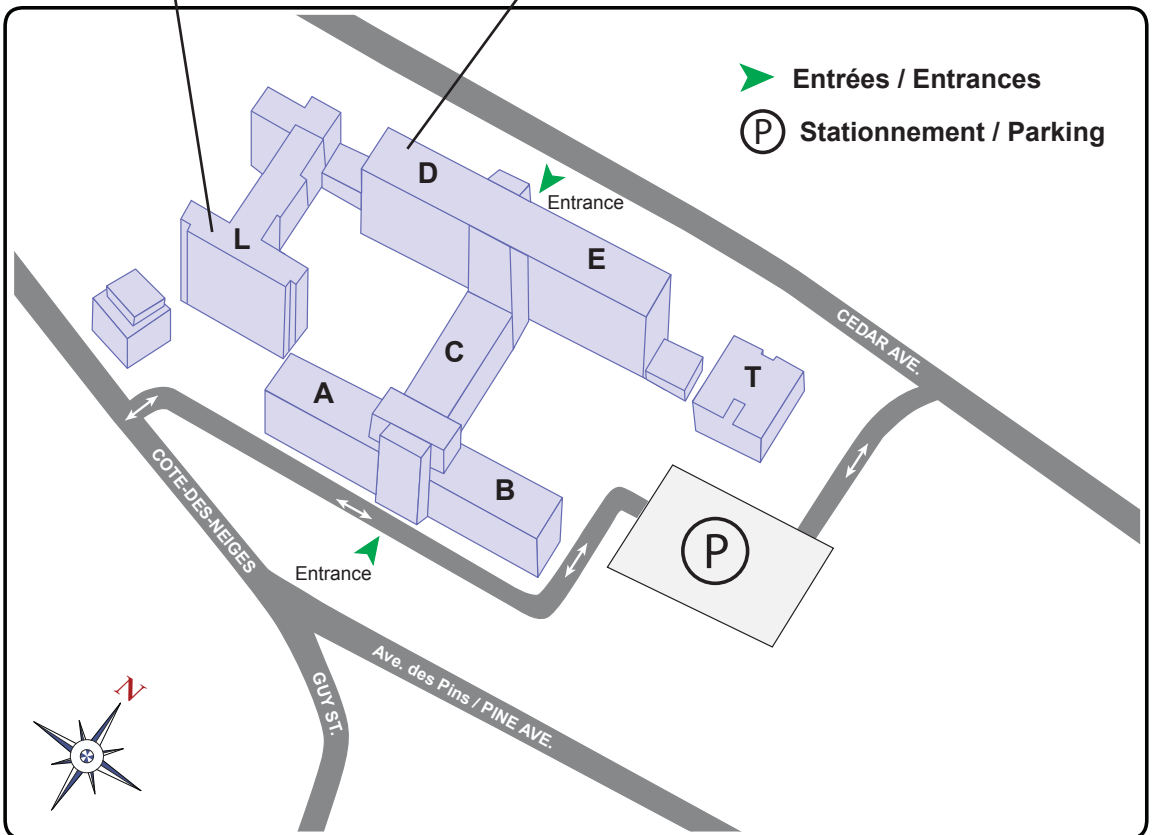 Entrées / Entrances
P Stationnement / Parking
D
Entrance
L
E
CEDAR AVE.
C
T
A
B
COTE-DES-NEIGES
P
Entrance
Ave. des Pins / PINE AVE.
GUY ST.
N